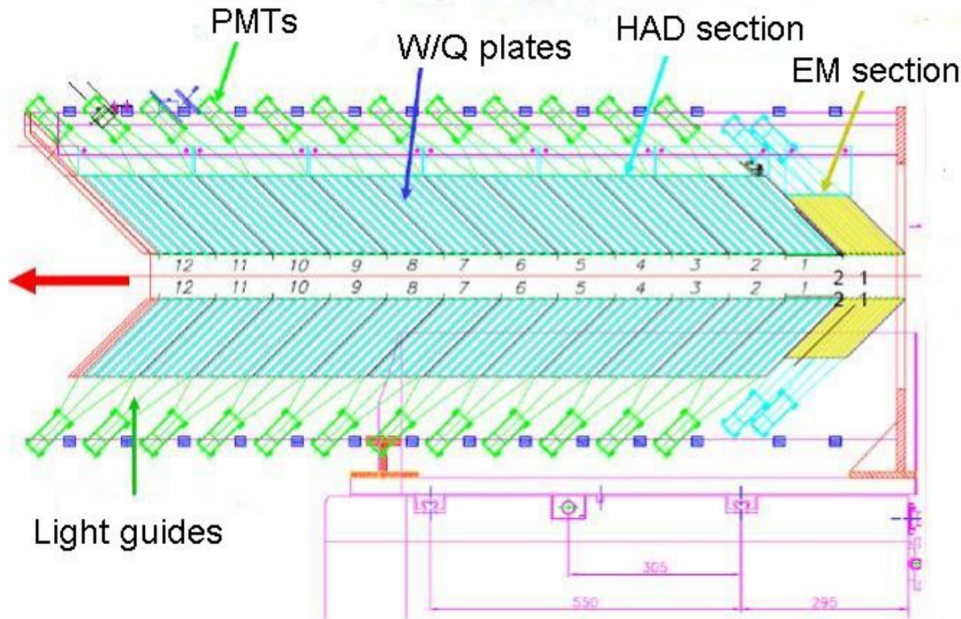 PMTs
W/Q plates
HAD section
EM section
12 11 10 9 8 7 6 5 4 3 2 1 2 1
12 11 10 9 8 7 6 5 4 3 2 1 2 1
Light guides
305
550 295